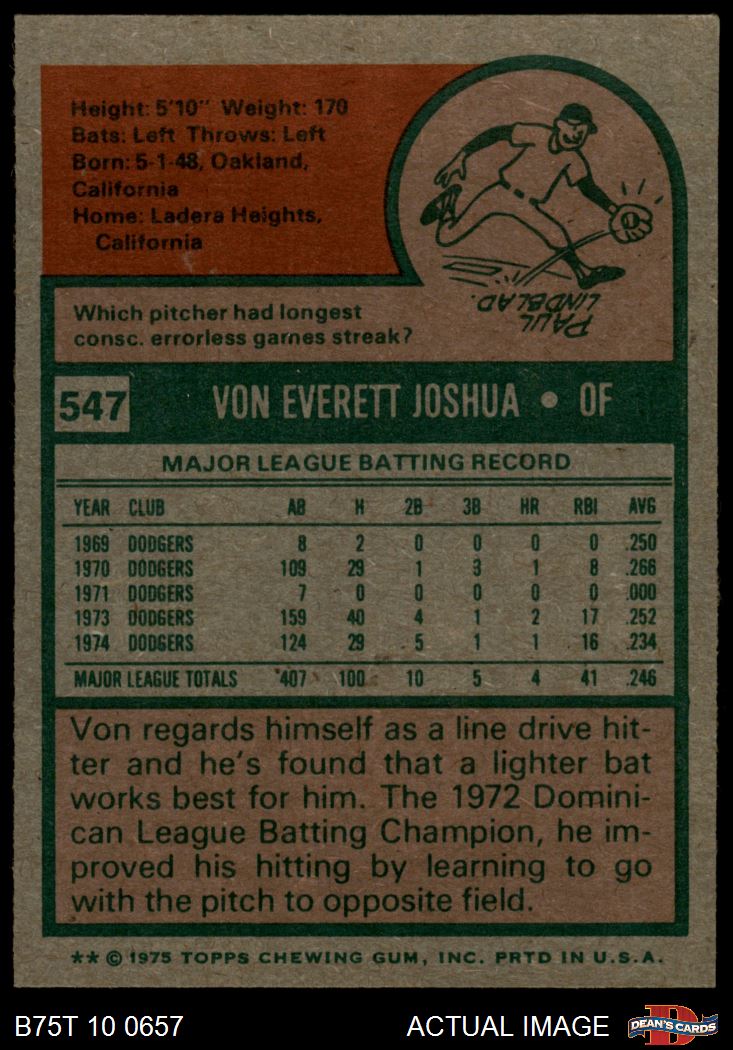 Height: 5'10" Weight: 170
Bats: Left Throws: Left
Born: 5-1-48, Oakland,
California
Home: Ladera Heights,
California
PAUL
LINDBLAD.
Which pitcher had longest
consc. errorless games streak?
547 VON EVERETT JOSHUA • OF
MAJOR LEAGUE BATTING RECORD
YEAR CLUB AB H 2B 3B HR RBI AVG
1969 DODGERS 8 2 0 0 0 0 .250
1970 DODGERS 109 29 1 3 1 8 .266
1971 DODGERS 7 0 0 0 0 0 .000
1973 DODGERS 159 40 4 1 2 17 .252
1974 DODGERS 124 29 5 1 1 16 .234
MAJOR LEAGUE TOTALS 407 100 10 5 4 41 .246
Von regards himself as a line drive hit-
ter and he's found that a lighter bat
works best for him. The 1972 Domini-
can League Batting Champion, he im-
proved his hitting by learning to go
with the pitch to opposite field.
** © 1975 TOPPS CHEWING GUM, INC. PRTD IN U.S.A.
B75T 10 0657 ACTUAL IMAGE DEAN'S CARDS